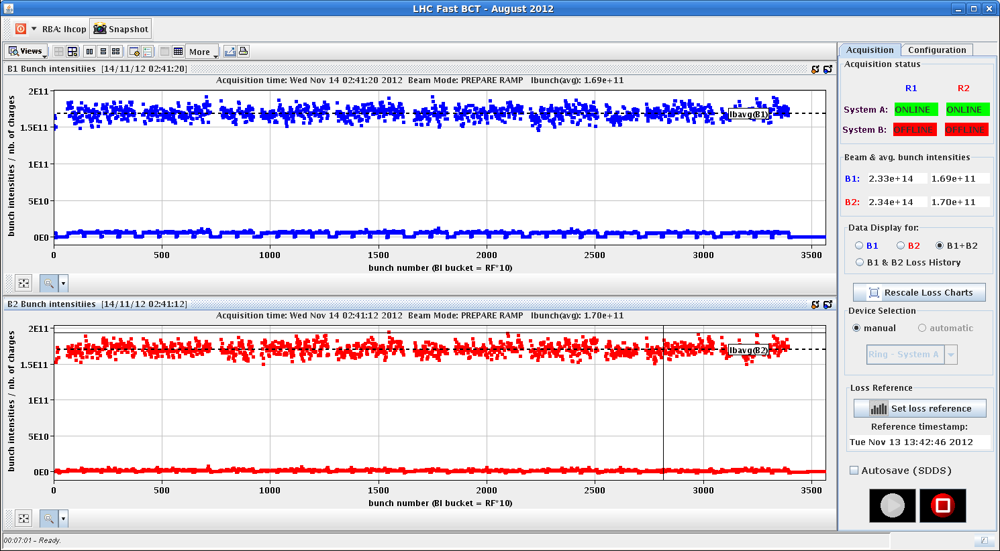 LHC Fast BCT - August 2012
RBA: lhcop
Snapshot
Views
More
B1 Bunch intensitiies [14/11/12 02:41:20]
Acquisition time: Wed Nov 14 02:41:20 2012 Beam Mode: PREPARE RAMP Ibunch(avg): 1.69e+11
bunch intensities / nb. of charges
2E11
1.5E11
1E11
5E10
0E0
Ibavg(B1)
0 500 1000 1500 2000 2500 3000 3500
bunch number (BI bucket = RF*10)
B2 Bunch intensitiies [14/11/12 02:41:12]
Acquisition time: Wed Nov 14 02:41:12 2012 Beam Mode: PREPARE RAMP Ibunch(avg): 1.70e+11
bunch intensities / nb. of charges
2E11
1.5E11
1E11
5E10
0E0
Ibavg(B2)
0 500 1000 1500 2000 2500 3000 3500
bunch number (BI bucket = RF*10)
00:07:01 - Ready.
Acquisition Configuration
Acquisition status
R1 R2
System A: ONLINE ONLINE
System B: OFFLINE OFFLINE
Beam & avg. bunch intensities
B1: 2.33e+14 1.69e+11
B2: 2.34e+14 1.70e+11
Data Display for:
B1 B2 B1+B2
B1 & B2 Loss History
Rescale Loss Charts
Device Selection
manual automatic
Ring - System A
Loss Reference
Set loss reference
Reference timestamp:
Tue Nov 13 13:42:46 2012
Autosave (SDDS)